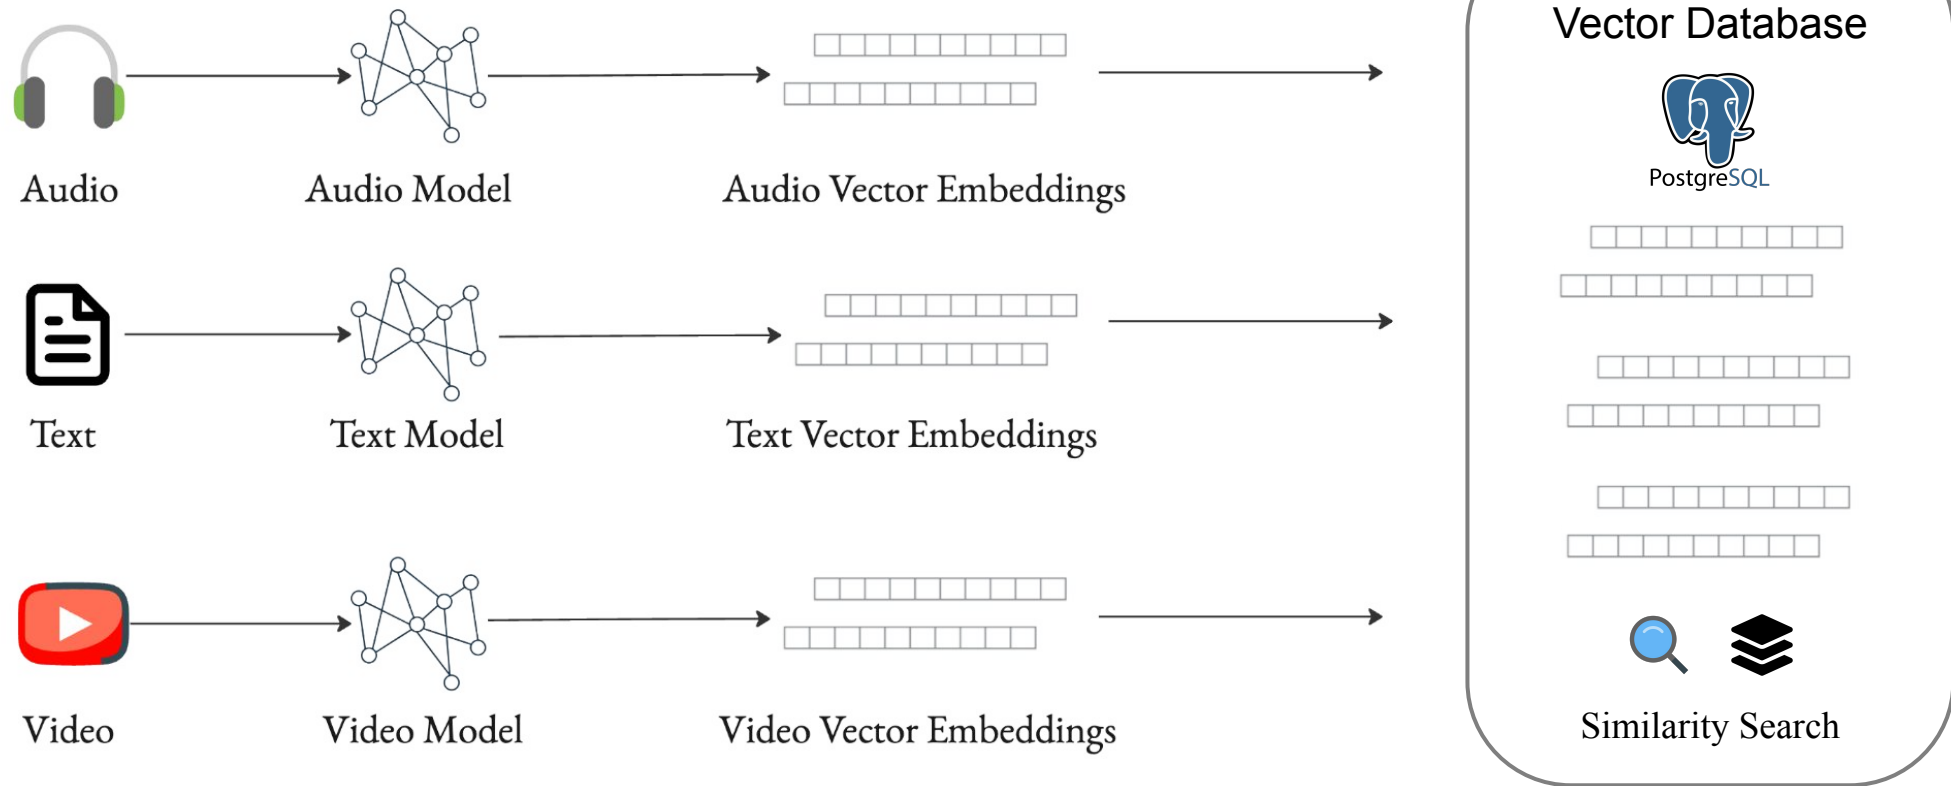 Vector Database
PostgreSQL
Audio
Audio Model
Audio Vector Embeddings
Text
Text Model
Text Vector Embeddings
Video
Video Model
Video Vector Embeddings
Similarity Search